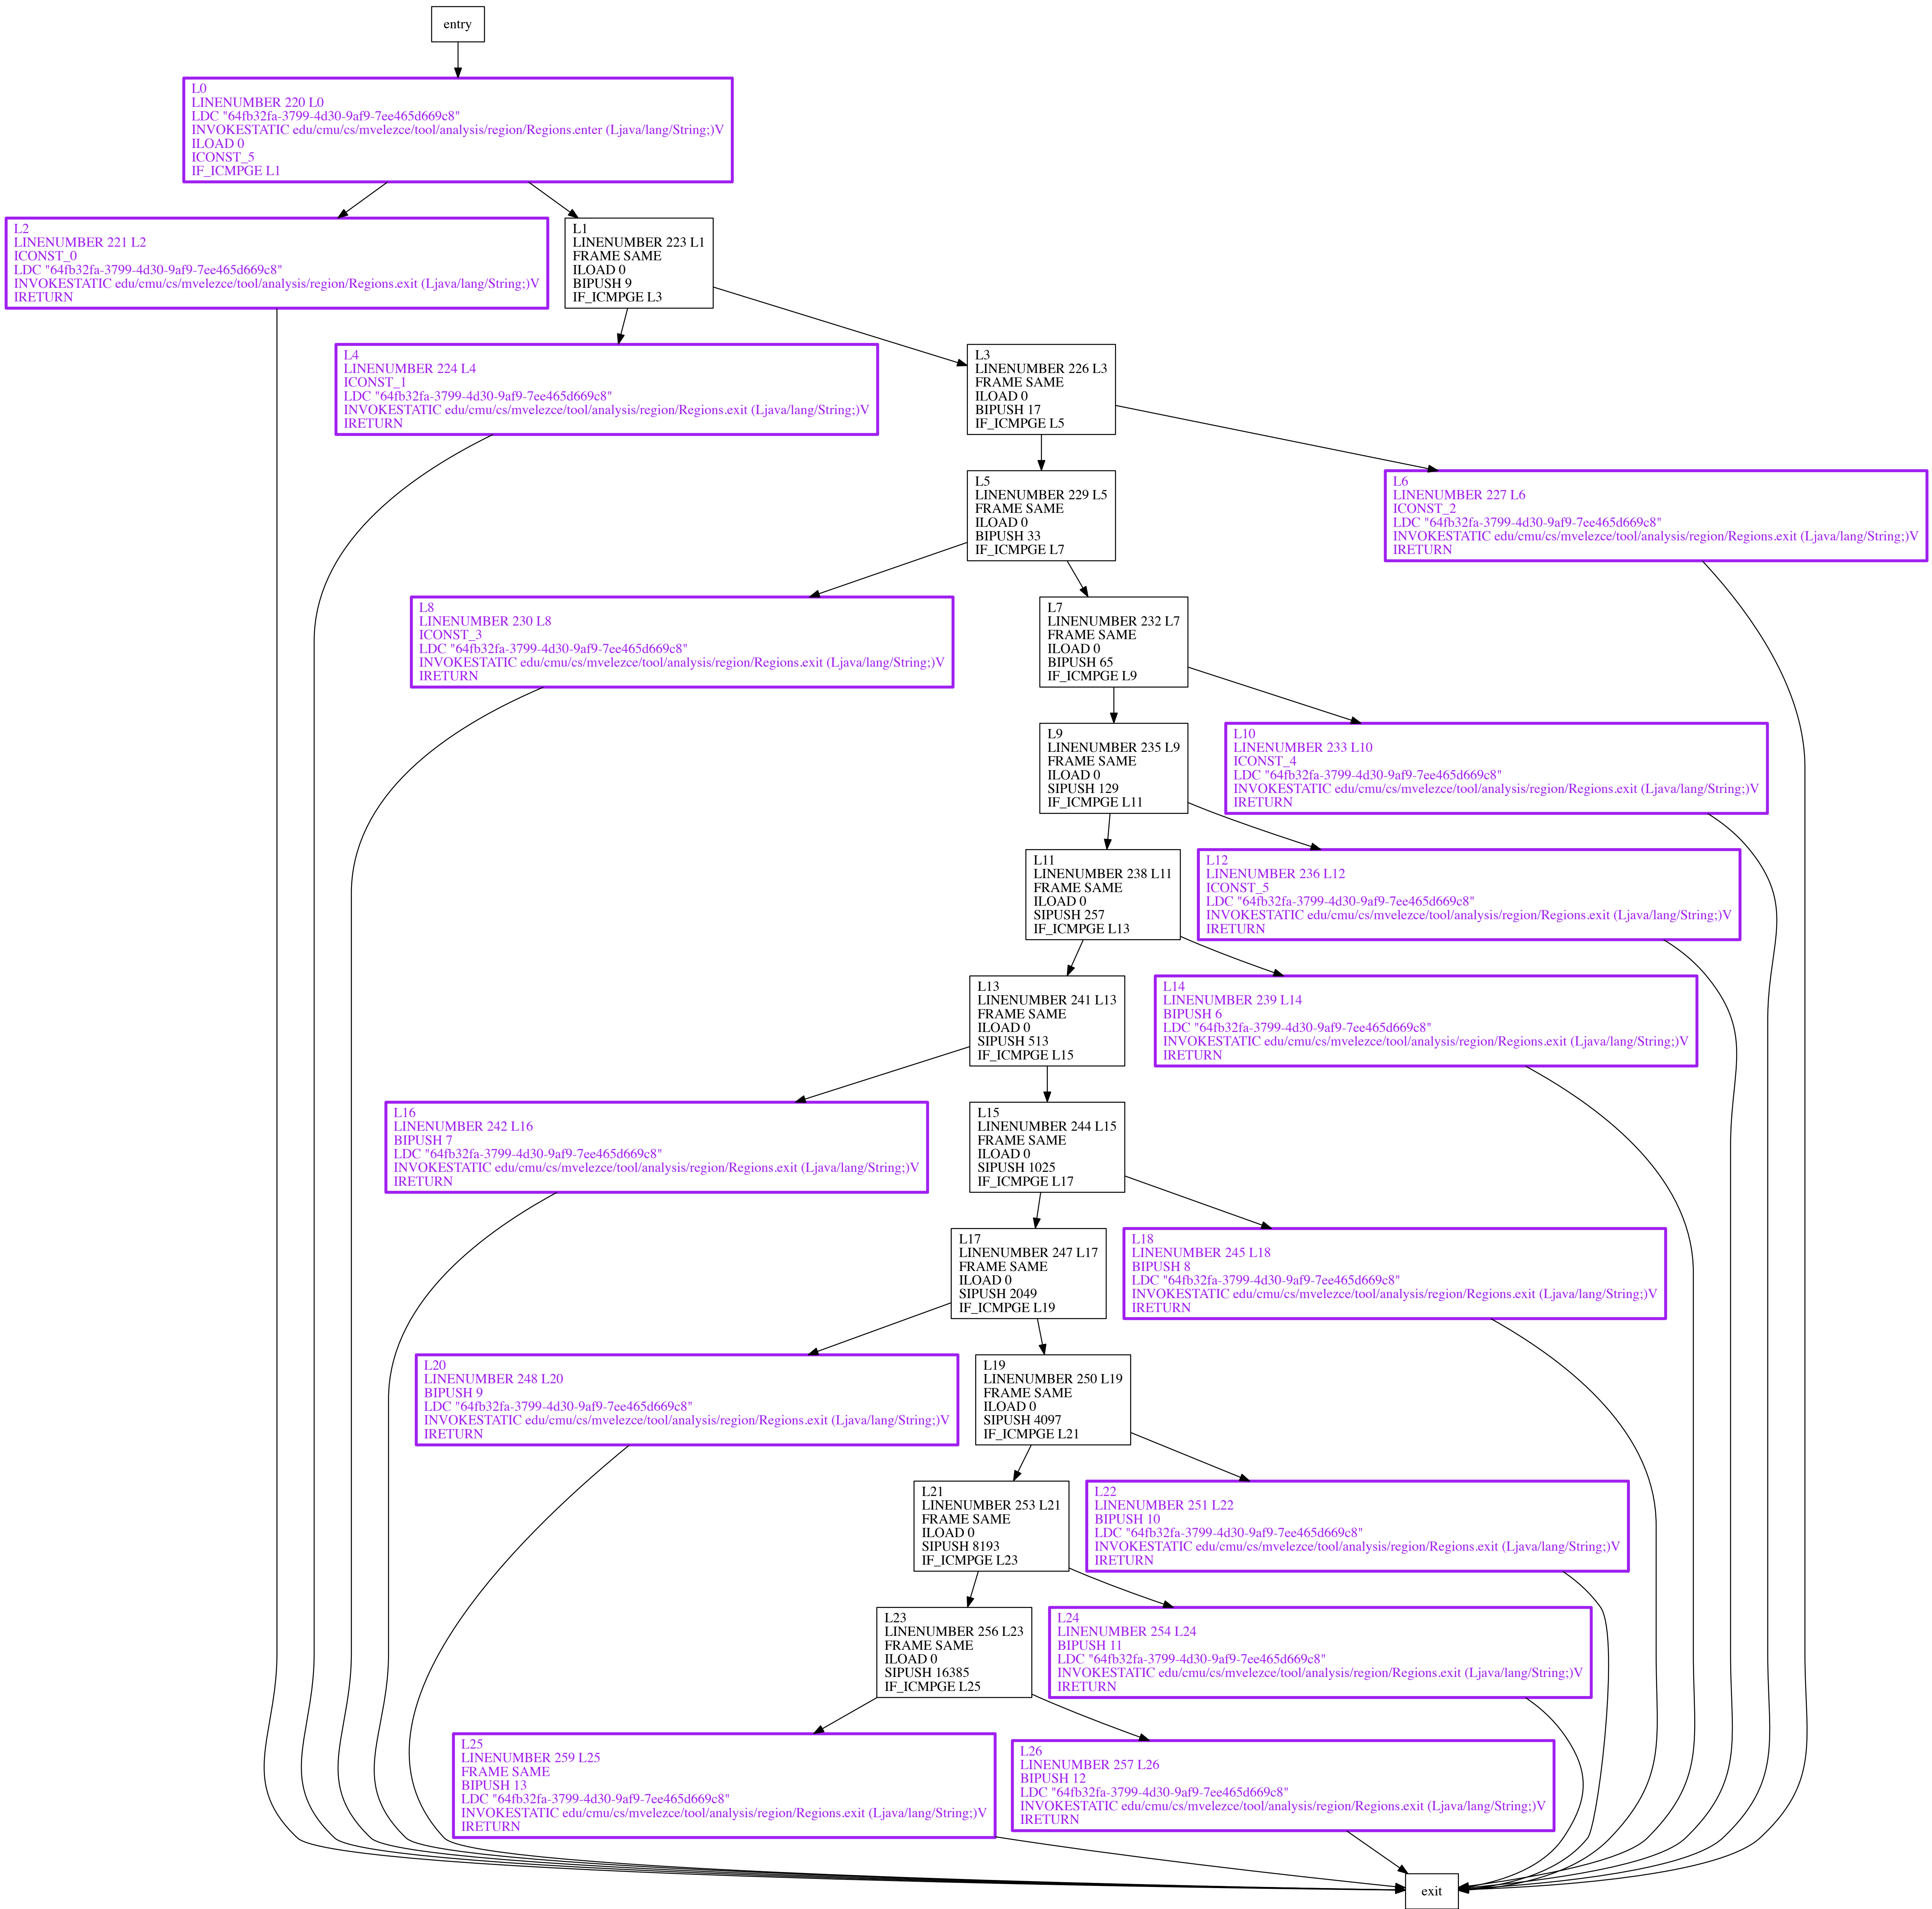 entry
L0
LINENUMBER 220 L0
LDC "64fb32fa-3799-4d30-9af9-7ee465d669c8"
INVOKESTATIC edu/cmu/cs/mvelezce/tool/analysis/region/Regions.enter (Ljava/lang/String;)V
ILOAD 0
ICONST_5
IF_ICMPGE L1
L2
LINENUMBER 221 L2
ICONST_0
LDC "64fb32fa-3799-4d30-9af9-7ee465d669c8"
INVOKESTATIC edu/cmu/cs/mvelezce/tool/analysis/region/Regions.exit (Ljava/lang/String;)V
IRETURN
L1
LINENUMBER 223 L1
FRAME SAME
ILOAD 0
BIPUSH 9
IF_ICMPGE L3
L4
LINENUMBER 224 L4
ICONST_1
LDC "64fb32fa-3799-4d30-9af9-7ee465d669c8"
INVOKESTATIC edu/cmu/cs/mvelezce/tool/analysis/region/Regions.exit (Ljava/lang/String;)V
IRETURN
L3
LINENUMBER 226 L3
FRAME SAME
ILOAD 0
BIPUSH 17
IF_ICMPGE L5
L5
LINENUMBER 229 L5
FRAME SAME
ILOAD 0
BIPUSH 33
IF_ICMPGE L7
L6
LINENUMBER 227 L6
ICONST_2
LDC "64fb32fa-3799-4d30-9af9-7ee465d669c8"
INVOKESTATIC edu/cmu/cs/mvelezce/tool/analysis/region/Regions.exit (Ljava/lang/String;)V
IRETURN
L8
LINENUMBER 230 L8
ICONST_3
LDC "64fb32fa-3799-4d30-9af9-7ee465d669c8"
INVOKESTATIC edu/cmu/cs/mvelezce/tool/analysis/region/Regions.exit (Ljava/lang/String;)V
IRETURN
L7
LINENUMBER 232 L7
FRAME SAME
ILOAD 0
BIPUSH 65
IF_ICMPGE L9
L9
LINENUMBER 235 L9
FRAME SAME
ILOAD 0
SIPUSH 129
IF_ICMPGE L11
L10
LINENUMBER 233 L10
ICONST_4
LDC "64fb32fa-3799-4d30-9af9-7ee465d669c8"
INVOKESTATIC edu/cmu/cs/mvelezce/tool/analysis/region/Regions.exit (Ljava/lang/String;)V
IRETURN
L11
LINENUMBER 238 L11
FRAME SAME
ILOAD 0
SIPUSH 257
IF_ICMPGE L13
L12
LINENUMBER 236 L12
ICONST_5
LDC "64fb32fa-3799-4d30-9af9-7ee465d669c8"
INVOKESTATIC edu/cmu/cs/mvelezce/tool/analysis/region/Regions.exit (Ljava/lang/String;)V
IRETURN
L13
LINENUMBER 241 L13
FRAME SAME
ILOAD 0
SIPUSH 513
IF_ICMPGE L15
L14
LINENUMBER 239 L14
BIPUSH 6
LDC "64fb32fa-3799-4d30-9af9-7ee465d669c8"
INVOKESTATIC edu/cmu/cs/mvelezce/tool/analysis/region/Regions.exit (Ljava/lang/String;)V
IRETURN
L16
LINENUMBER 242 L16
BIPUSH 7
LDC "64fb32fa-3799-4d30-9af9-7ee465d669c8"
INVOKESTATIC edu/cmu/cs/mvelezce/tool/analysis/region/Regions.exit (Ljava/lang/String;)V
IRETURN
L15
LINENUMBER 244 L15
FRAME SAME
ILOAD 0
SIPUSH 1025
IF_ICMPGE L17
L17
LINENUMBER 247 L17
FRAME SAME
ILOAD 0
SIPUSH 2049
IF_ICMPGE L19
L18
LINENUMBER 245 L18
BIPUSH 8
LDC "64fb32fa-3799-4d30-9af9-7ee465d669c8"
INVOKESTATIC edu/cmu/cs/mvelezce/tool/analysis/region/Regions.exit (Ljava/lang/String;)V
IRETURN
L20
LINENUMBER 248 L20
BIPUSH 9
LDC "64fb32fa-3799-4d30-9af9-7ee465d669c8"
INVOKESTATIC edu/cmu/cs/mvelezce/tool/analysis/region/Regions.exit (Ljava/lang/String;)V
IRETURN
L19
LINENUMBER 250 L19
FRAME SAME
ILOAD 0
SIPUSH 4097
IF_ICMPGE L21
L21
LINENUMBER 253 L21
FRAME SAME
ILOAD 0
SIPUSH 8193
IF_ICMPGE L23
L22
LINENUMBER 251 L22
BIPUSH 10
LDC "64fb32fa-3799-4d30-9af9-7ee465d669c8"
INVOKESTATIC edu/cmu/cs/mvelezce/tool/analysis/region/Regions.exit (Ljava/lang/String;)V
IRETURN
L23
LINENUMBER 256 L23
FRAME SAME
ILOAD 0
SIPUSH 16385
IF_ICMPGE L25
L24
LINENUMBER 254 L24
BIPUSH 11
LDC "64fb32fa-3799-4d30-9af9-7ee465d669c8"
INVOKESTATIC edu/cmu/cs/mvelezce/tool/analysis/region/Regions.exit (Ljava/lang/String;)V
IRETURN
L25
LINENUMBER 259 L25
FRAME SAME
BIPUSH 13
LDC "64fb32fa-3799-4d30-9af9-7ee465d669c8"
INVOKESTATIC edu/cmu/cs/mvelezce/tool/analysis/region/Regions.exit (Ljava/lang/String;)V
IRETURN
L26
LINENUMBER 257 L26
BIPUSH 12
LDC "64fb32fa-3799-4d30-9af9-7ee465d669c8"
INVOKESTATIC edu/cmu/cs/mvelezce/tool/analysis/region/Regions.exit (Ljava/lang/String;)V
IRETURN
exit